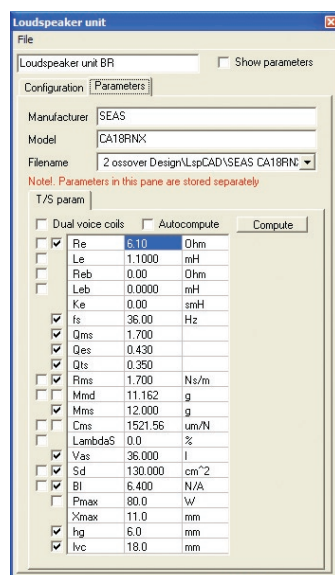 Loudspeaker unit
File
Loudspeaker unit BR Show parameters
Configuration Parameters
Manufacturer SEAS
Model CA18RNX
Filename 2 ossover Design\LspCAD\SEAS CA18RNX
Note!. Parameters in this pane are stored separately
T/S param
Dual voice coils Autocompute Compute
Re 6.10 Ohm
Le 1.1000 mH
Reb 0.00 Ohm
Leb 0.0000 mH
Ke 0.00 smH
fs 36.00 Hz
Qms 1.700
Qes 0.430
Qts 0.350
Rms 1.700 Ns/m
Mmd 11.162 g
Mms 12.000 g
Cms 1521.56 um/N
LambdaS 0.0 %
Vas 36.000 l
Sd 130.000 cm^2
Bl 6.400 N/A
Pmax 80.0 W
Xmax 11.0 mm
hg 6.0 mm
lvc 18.0 mm